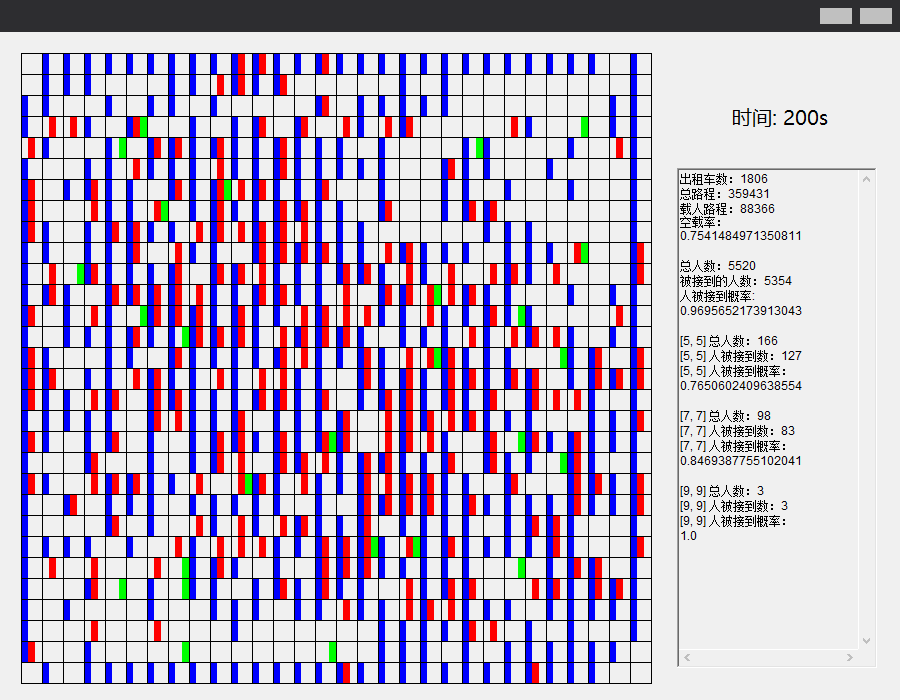 时间: 200s
出租车数：1806
总路程：359431
载人路程：88366
空载率：
0.7541484971350811
总人数：5520
被接到的人数：5354
人被接到概率:
0.9695652173913043
[5, 5] 总人数：166
[5, 5] 人被接到数：127
[5, 5] 人被接到概率：
0.7650602409638554
[7, 7] 总人数：98
[7, 7] 人被接到数：83
[7, 7] 人被接到概率：
0.8469387755102041
[9, 9] 总人数：3
[9, 9] 人被接到数：3
[9, 9] 人被接到概率：
1.0